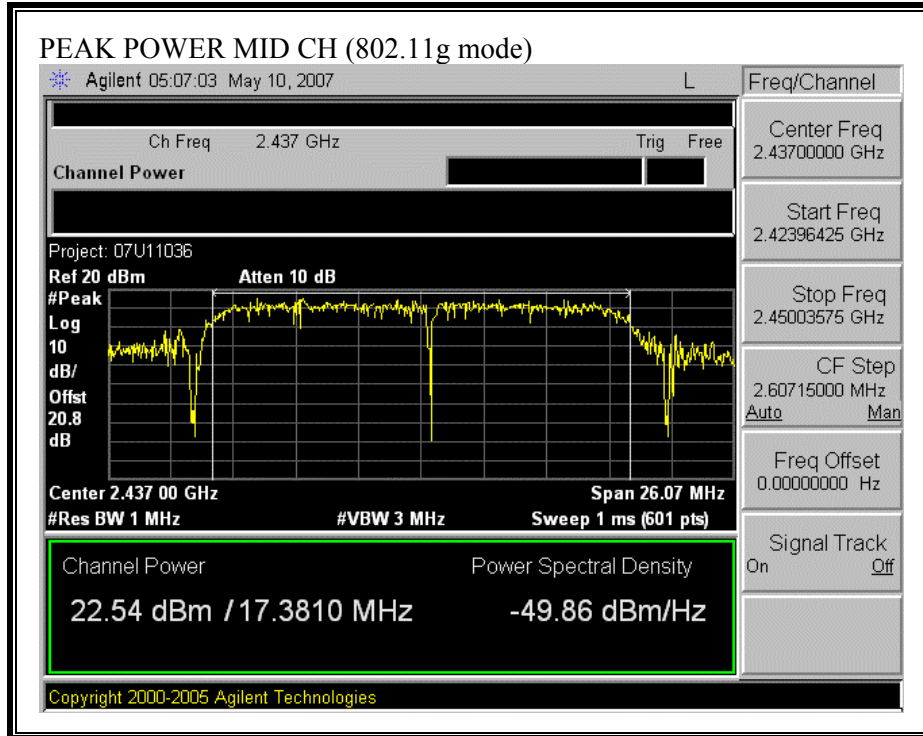 PEAK POWER MID CH (802.11g mode)
Agilent 05:07:03 May 10, 2007 L
Freq/Channel
Ch Freq 2.437 GHz Trig Free
Channel Power
Center Freq
2.43700000 GHz
Start Freq
2.42396425 GHz
Stop Freq
2.45003575 GHz
CF Step
2.60715000 MHz
Auto Man
Freq Offset
0.00000000 Hz
Signal Track
On Off
Project: 07U11036
Ref 20 dBm Atten 10 dB
#Peak
Log
10
dB/
Offst
20.8
dB
Center 2.437 00 GHz Span 26.07 MHz
#Res BW 1 MHz #VBW 3 MHz Sweep 1 ms (601 pts)
Channel Power Power Spectral Density
22.54 dBm / 17.3810 MHz -49.86 dBm/Hz
Copyright 2000-2005 Agilent Technologies